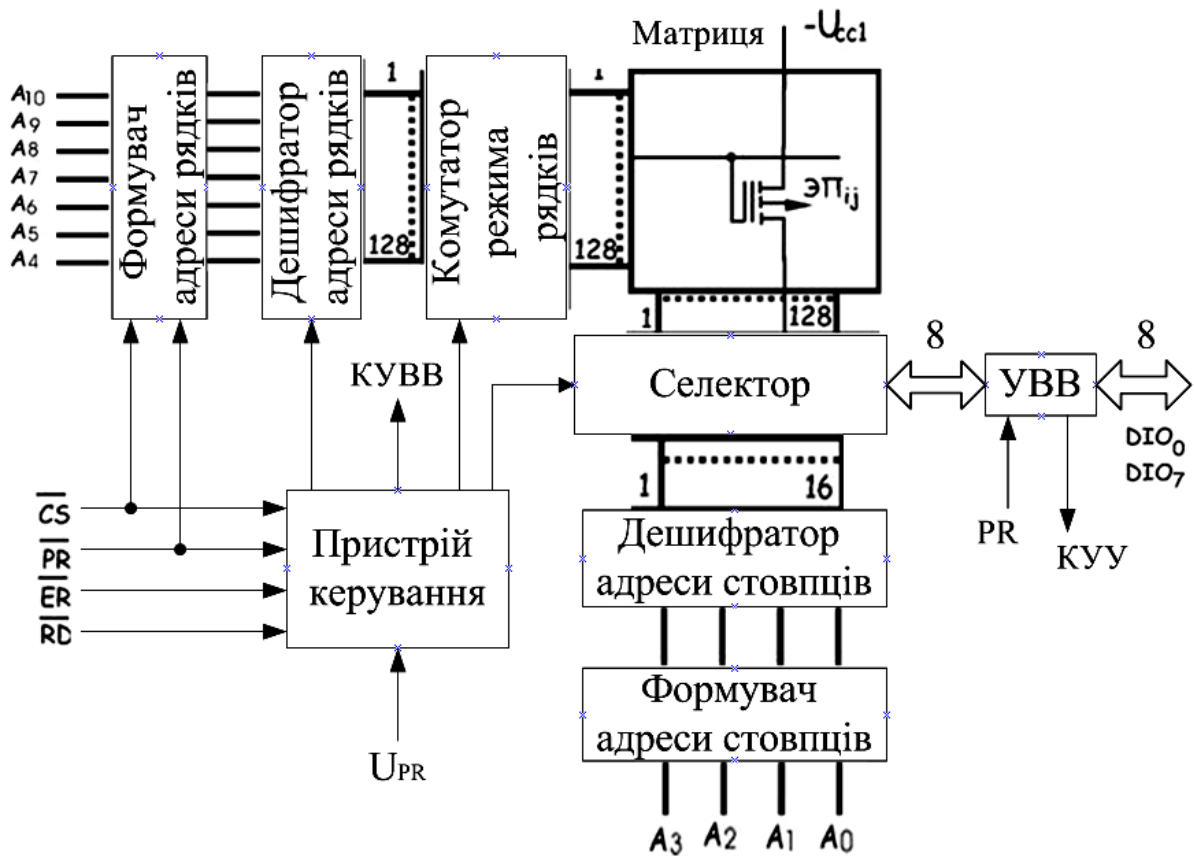 Матриця
-Ucc1
A10
A9
A8
A7
A6
A5
A4
Формувач
адреси рядків
Дешифратор
адреси рядків
1
128
Комутатор
режима
рядків
1
128
ЭПij
1
128
КУВВ
Селектор
8
УВВ
8
DIO0
DIO7
PR
КУУ
1
16
CS
PR
ER
RD
Пристрій
керування
UPR
Дешифратор
адреси стовпців
Формувач
адреси стовпців
A3 A2 A1 A0